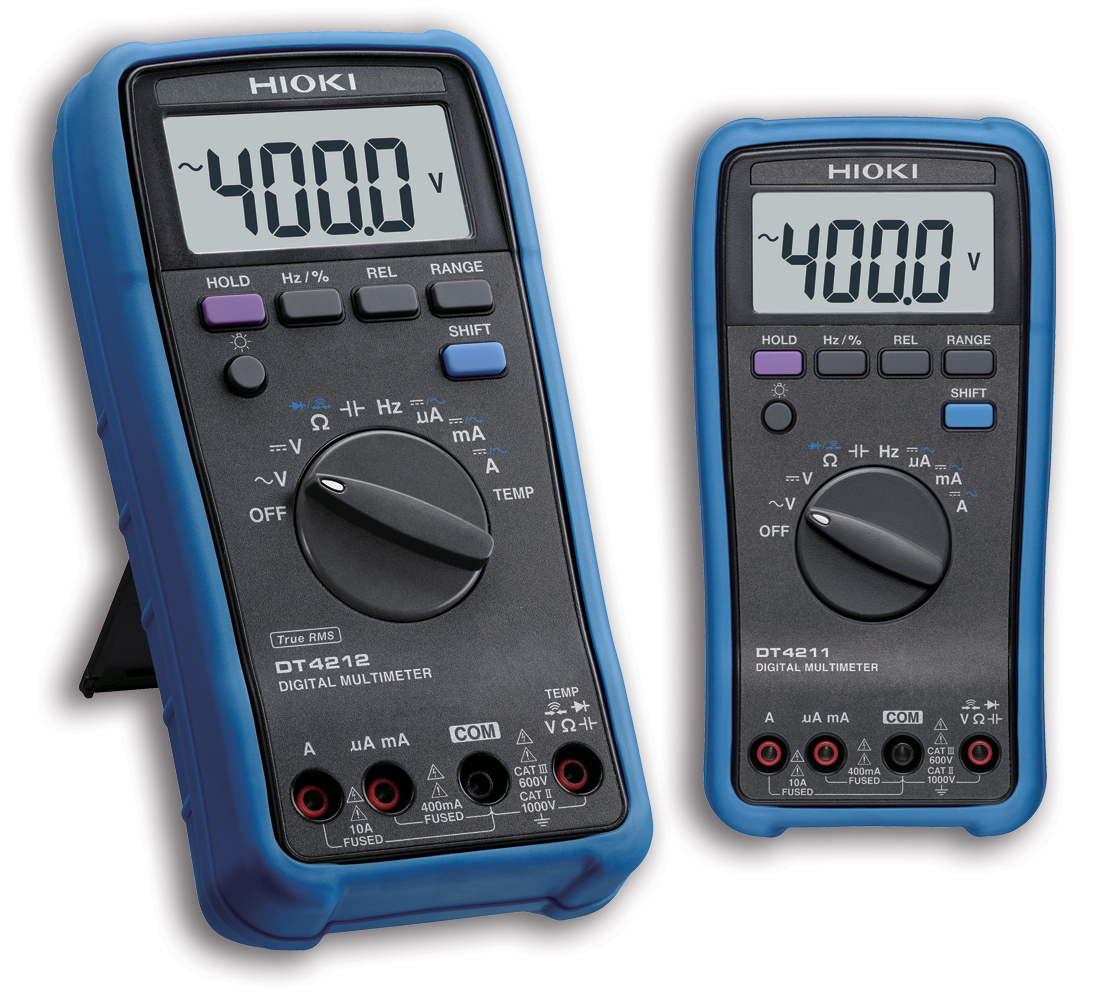 HIOKI
~400.0 V
HOLD Hz/% REL RANGE
SHIFT
Ω Hz μA
⎓V mA
~V A
OFF TEMP
True RMS
DT4212
DIGITAL MULTIMETER
TEMP
A μA mA COM V Ω
CAT III
600V
CAT II
1000V
400mA
FUSED
10A
FUSED
HIOKI
~400.0 V
HOLD Hz/% REL RANGE
SHIFT
Ω Hz μA
⎓V mA
~V A
OFF
DT4211
DIGITAL MULTIMETER
A μA mA COM V Ω
CAT III
600V
CAT II
1000V
400mA
FUSED
10A
FUSED